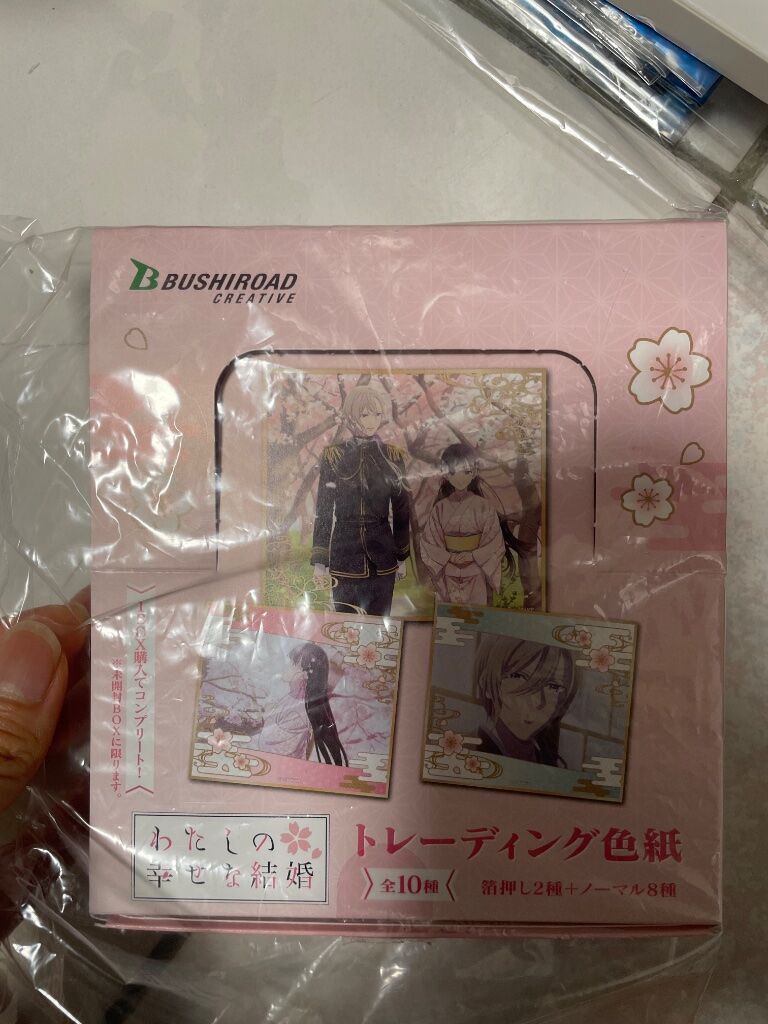 BUSHIROAD
CREATIVE
1BOX購入でコンプリート!
※未開封BOXに限ります。
わたしの
幸せな結婚
トレーディング色紙
全10種
箔押し2種+ノーマル8種